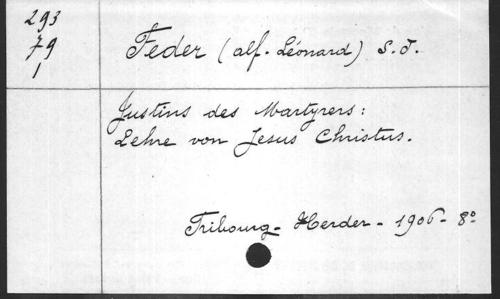 293
79
1
Feder (alf. Léonard) S. J.
Justins des Martyrers:
Lehre von Jesus Christus.
Fribourg - Herder - 1906 - 8°